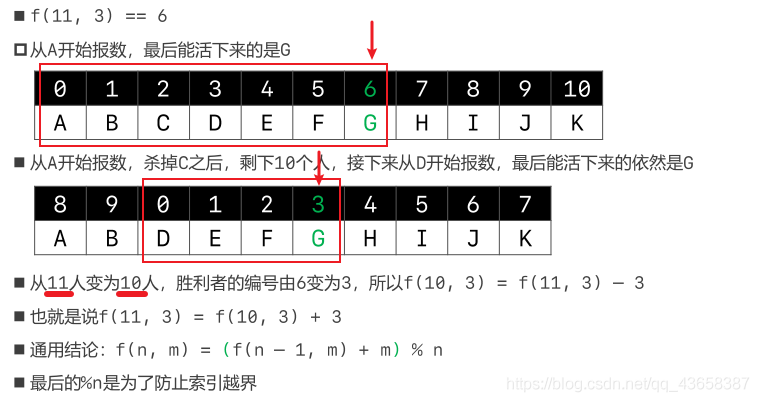 f(11, 3) == 6
从A开始报数，最后能活下来的是G
0 1 2 3 4 5 6 7 8 9 10
A B C D E F G H I J K
从A开始报数，杀掉C之后，剩下10个人，接下来从D开始报数，最后能活下来的依然是G
8 9 0 1 2 3 4 5 6 7
A B D E F G H I J K
从11人变为10人，胜利者的编号由6变为3，所以f(10, 3) = f(11, 3) – 3
也就是说f(11, 3) = f(10, 3) + 3
通用结论：f(n, m) = (f(n – 1, m) + m) % n
最后的%n是为了防止索引越界
https://blog.csdn.net/qq_43658387